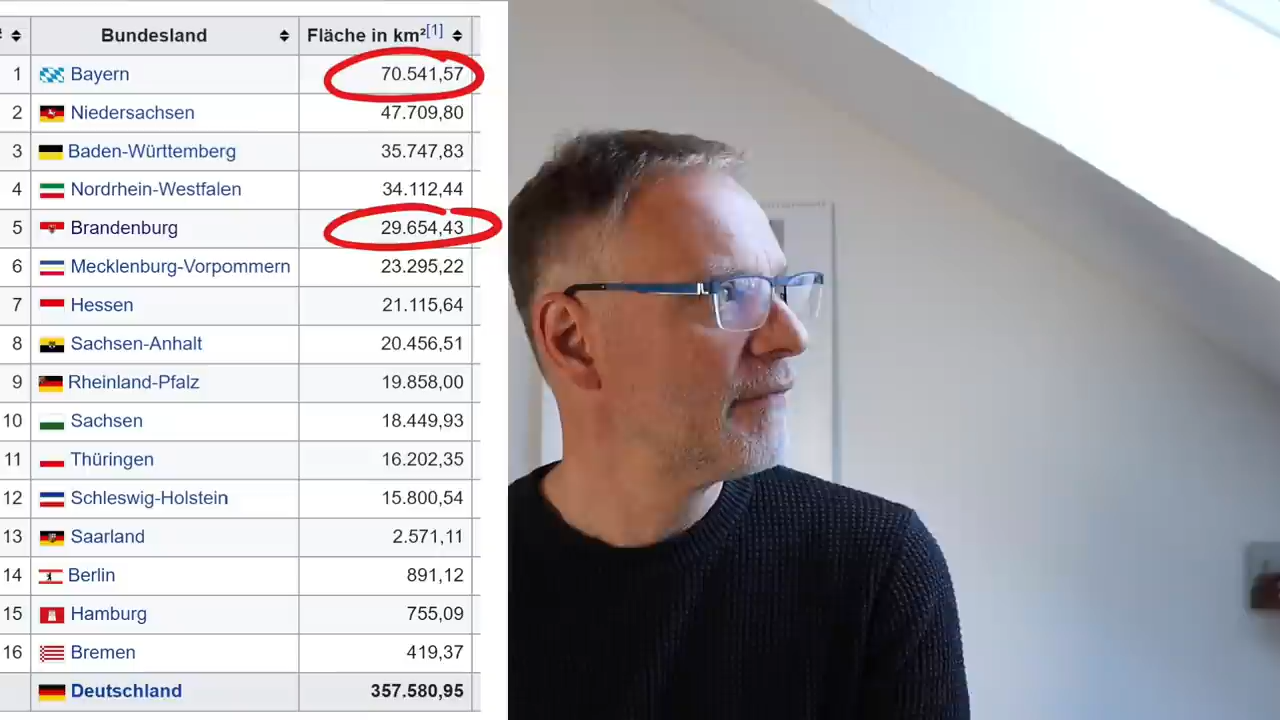 Bundesland Fläche in km²[1]
1 Bayern 70.541,57
2 Niedersachsen 47.709,80
3 Baden-Württemberg 35.747,83
4 Nordrhein-Westfalen 34.112,44
5 Brandenburg 29.654,43
6 Mecklenburg-Vorpommern 23.295,22
7 Hessen 21.115,64
8 Sachsen-Anhalt 20.456,51
9 Rheinland-Pfalz 19.858,00
10 Sachsen 18.449,93
11 Thüringen 16.202,35
12 Schleswig-Holstein 15.800,54
13 Saarland 2.571,11
14 Berlin 891,12
15 Hamburg 755,09
16 Bremen 419,37
Deutschland 357.580,95